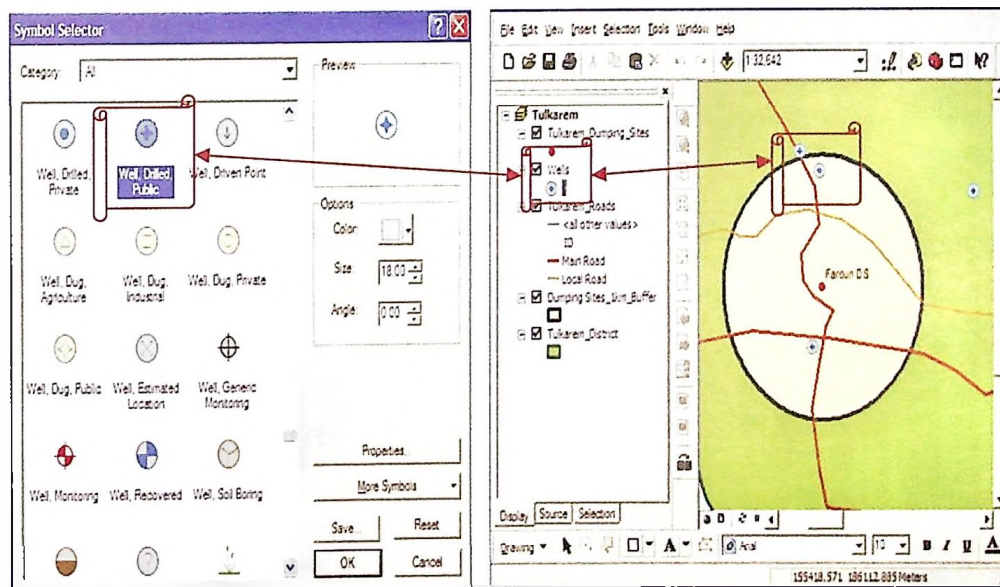 Symbol Selector
Category: All
Preview
Well, Drilled, Private
Well, Drilled, Public
Well, Driven Point
Options
Color:
Size: 18.00
Angle: 0.00
Well, Dug, Agriculture
Well, Dug, Industrial
Well, Dug, Private
Well, Dug, Public
Well, Estimated Location
Well, Generic Monitoring
Well, Monitoring
Well, Recovered
Well, Soil Boring
Properties...
More Symbols
Save...
Reset
OK
Cancel
File Edit View Insert Selection Tools Window Help
1:32,642
Tulkarem
Tulkarem_Dumping_Sites
Wells
Tulkarem_Roads
<all other values>
ID
Main Road
Local Road
Dumping Sites_1km_Buffer
Tulkarem_District
Faroun DS
Display Source Selection
Drawing
A
Arial
10
B I U A
155418.571 186112.885 Meters